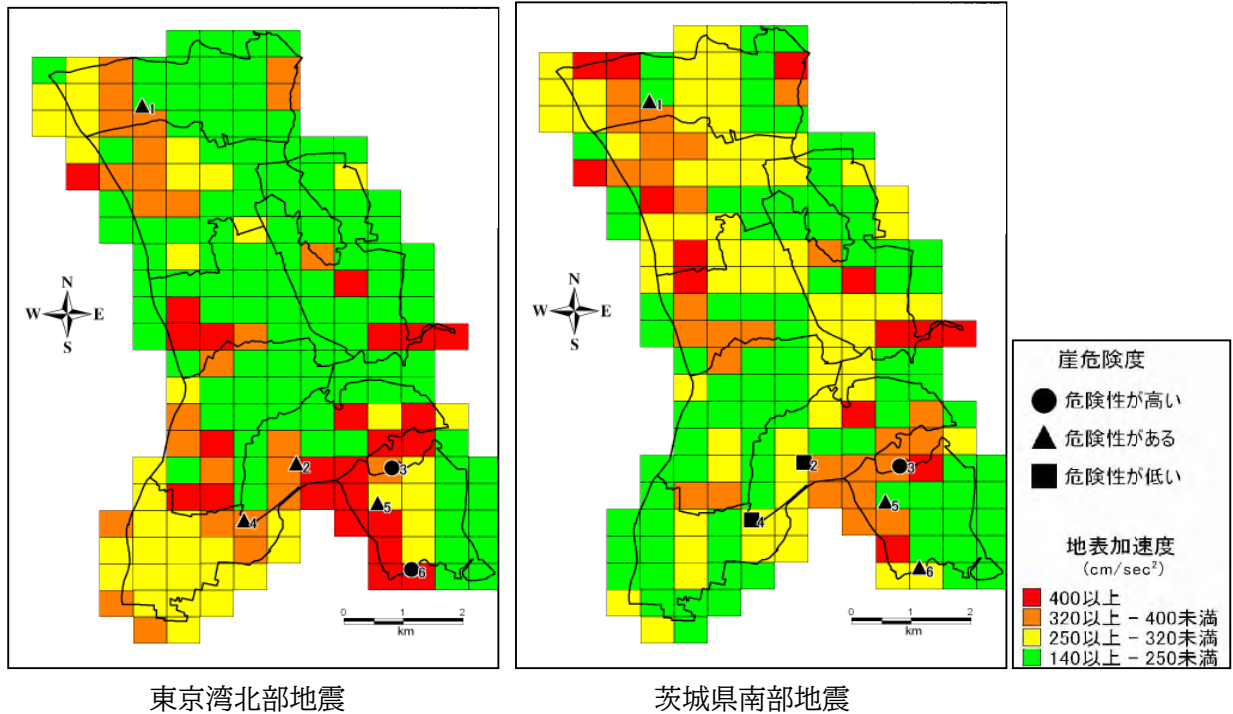 1
2
3
4
5
6
N
W E
S
0 1 2
km
東京湾北部地震
1
2
3
4
5
6
N
W E
S
0 1 2
km
茨城県南部地震
崖危険度
危険性が高い
危険性がある
危険性が低い
地表加速度
(cm/sec²)
400以上
320以上 - 400未満
250以上 - 320未満
140以上 - 250未満